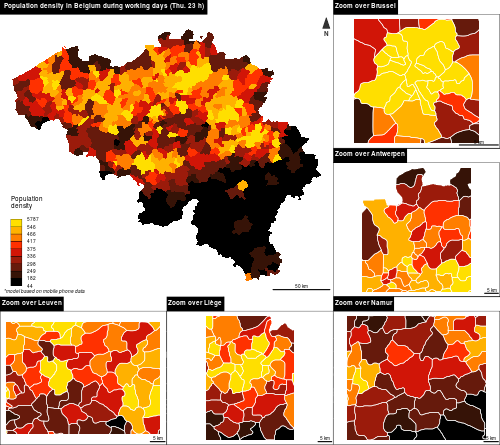 Population density in Belgium during working days (Thu. 23 h)
N
Population
density
5787
546
466
417
375
336
298
249
182
44
*model based on mobile phone data
50 km
Zoom over Brussel
5 km
Zoom over Antwerpen
5 km
Zoom over Leuven
5 km
Zoom over Liège
5 km
Zoom over Namur
5 km